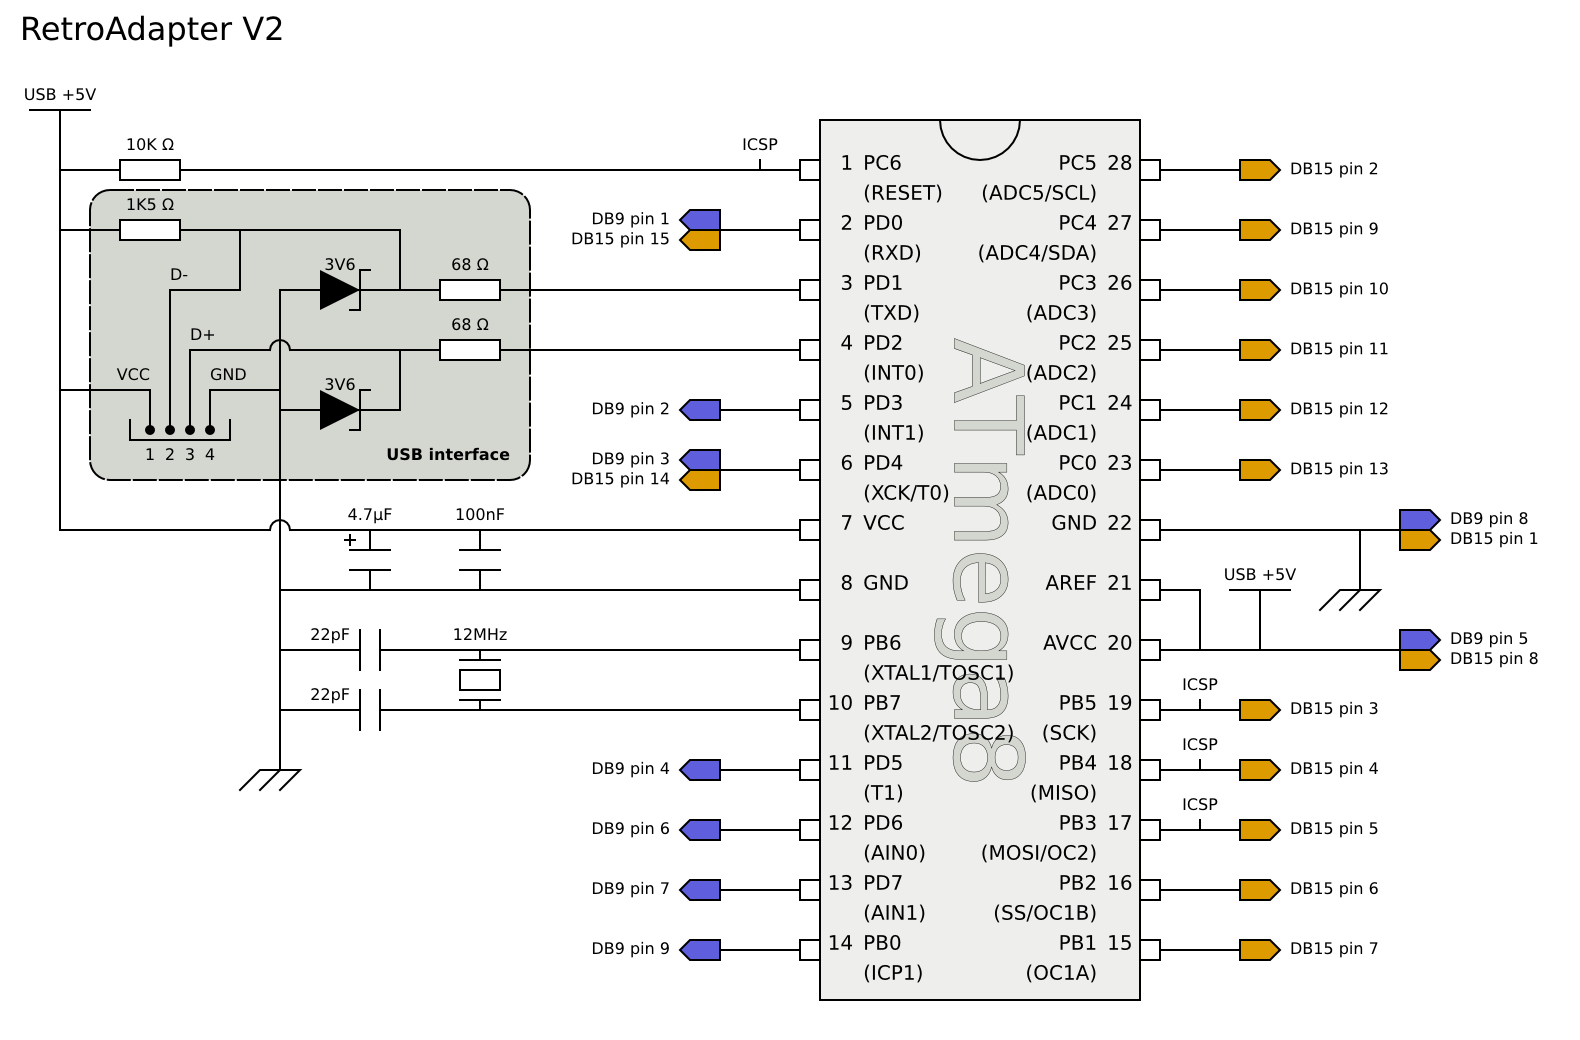 RetroAdapter V2
USB +5V
10K Ω
ICSP
1K5 Ω
D-
3V6
68 Ω
D+
68 Ω
VCC
GND
3V6
1 2 3 4
USB interface
4.7µF
100nF
+
22pF
12MHz
22pF
DB9 pin 1
DB15 pin 15
DB9 pin 2
DB9 pin 3
DB15 pin 14
DB9 pin 4
DB9 pin 6
DB9 pin 7
DB9 pin 9
1 PC6
(RESET)
2 PD0
(RXD)
3 PD1
(TXD)
4 PD2
(INT0)
5 PD3
(INT1)
6 PD4
(XCK/T0)
7 VCC
8 GND
9 PB6
(XTAL1/TOSC1)
10 PB7
(XTAL2/TOSC2)
11 PD5
(T1)
12 PD6
(AIN0)
13 PD7
(AIN1)
14 PB0
(ICP1)
ATmega8
PC5 28
(ADC5/SCL)
PC4 27
(ADC4/SDA)
PC3 26
(ADC3)
PC2 25
(ADC2)
PC1 24
(ADC1)
PC0 23
(ADC0)
GND 22
AREF 21
AVCC 20
PB5 19
(SCK)
PB4 18
(MISO)
PB3 17
(MOSI/OC2)
PB2 16
(SS/OC1B)
PB1 15
(OC1A)
DB15 pin 2
DB15 pin 9
DB15 pin 10
DB15 pin 11
DB15 pin 12
DB15 pin 13
DB9 pin 8
DB15 pin 1
USB +5V
DB9 pin 5
DB15 pin 8
ICSP
DB15 pin 3
ICSP
DB15 pin 4
ICSP
DB15 pin 5
DB15 pin 6
DB15 pin 7